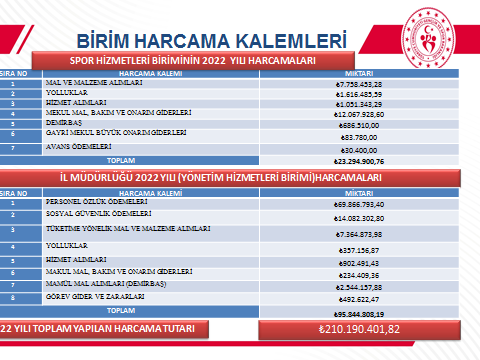 BİRİM HARCAMA KALEMLERİ
SPOR HİZMETLERİ BİRİMİNİN 2022 YILI HARCAMALARI
SIRA NO HARCAMA KALEMİ MİKTARI
1 MAL VE MALZEME ALIMLARI ₺7.758.453,28
2 YOLLUKLAR ₺1.616.485,59
3 HİZMET ALIMLARI ₺1.051.343,29
4 MEKUL MAL, BAKIM VE ONARIM GİDERLERİ ₺12.067.928,60
5 DEMİRBAŞ ₺686.510,00
6 GAYRİ MEKUL BÜYÜK ONARIM GİDERLERİ ₺83.780,00
7 AVANS ÖDEMELERİ ₺30.400,00
TOPLAM ₺23.294.900,76
İL MÜDÜRLÜĞÜ 2022 YILI (YÖNETİM HİZMETLERİ BİRİMİ)HARCAMALARI
SIRA NO HARCAMA KALEMİ MİKTARI
1 PERSONEL ÖZLÜK ÖDEMELERİ ₺69.866.793,40
2 SOSYAL GÜVENLİK ÖDEMELERİ ₺14.082.302,80
3 TÜKETİME YÖNELİK MAL VE MALZEME ALIMLARI ₺7.364.873,98
4 YOLLUKLAR ₺357.156,87
5 HİZMET ALIMLARI ₺902.491,43
6 MAKUL MAL, BAKIM VE ONARIM GİDERLERİ ₺234.409,36
7 MAMÜL MAL ALIMLARI (DEMİRBAŞ) ₺2.544.157,88
8 GÖREV GİDER VE ZARARLARI ₺492.622,47
TOPLAM ₺95.844.808,19
22 YILI TOPLAM YAPILAN HARCAMA TUTARI ₺210.190.401,82